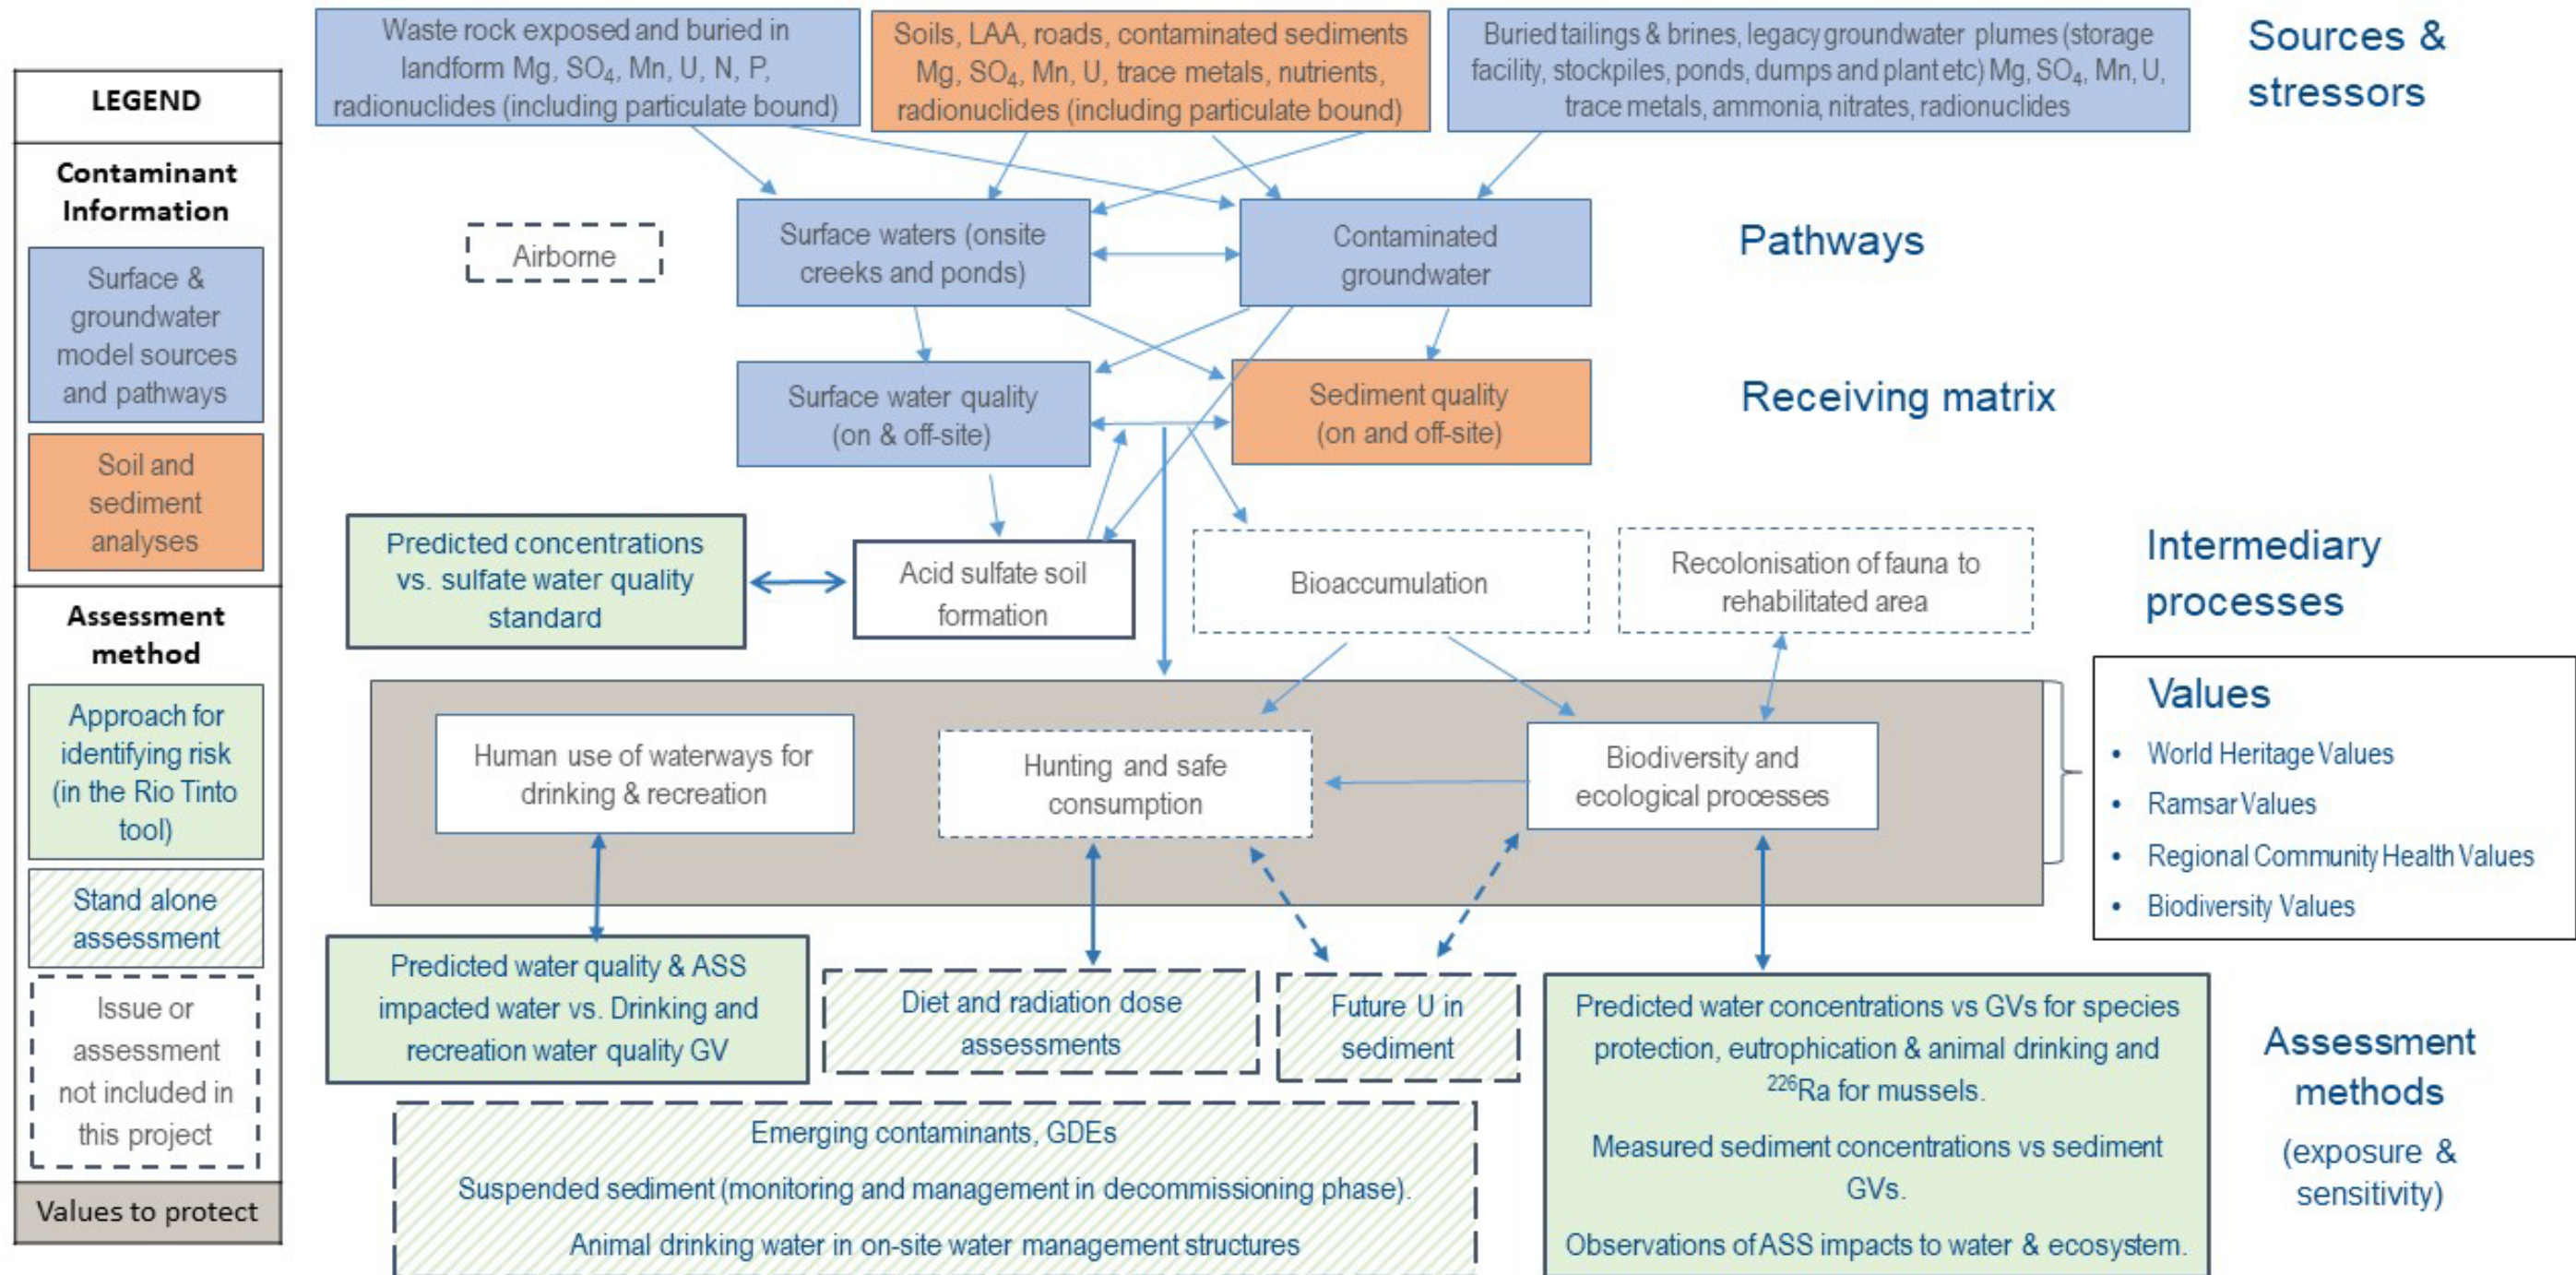 LEGEND
Contaminant
Information
Surface &
groundwater
model sources
and pathways
Soil and
sediment
analyses
Assessment
method
Approach for
identifying risk
(in the Rio Tinto
tool)
Stand alone
assessment
Issue or
assessment
not included in
this project
Values to protect
Waste rock exposed and buried in
landform Mg, SO₄, Mn, U, N, P,
radionuclides (including particulate bound)
Soils, LAA, roads, contaminated sediments
Mg, SO₄, Mn, U, trace metals, nutrients,
radionuclides (including particulate bound)
Buried tailings & brines, legacy groundwater plumes (storage
facility, stockpiles, ponds, dumps and plant etc) Mg, SO₄, Mn, U,
trace metals, ammonia, nitrates, radionuclides
Sources &
stressors
Airborne
Surface waters (onsite
creeks and ponds)
Contaminated
groundwater
Pathways
Surface water quality
(on & off-site)
Sediment quality
(on and off-site)
Receiving matrix
Predicted concentrations
vs. sulfate water quality
standard
Acid sulfate soil
formation
Bioaccumulation
Recolonisation of fauna to
rehabilitated area
Intermediary
processes
Human use of waterways for
drinking & recreation
Hunting and safe
consumption
Biodiversity and
ecological processes
Values
• World Heritage Values
• Ramsar Values
• Regional Community Health Values
• Biodiversity Values
Predicted water quality & ASS
impacted water vs. Drinking and
recreation water quality GV
Diet and radiation dose
assessments
Future U in
sediment
Predicted water concentrations vs GVs for species
protection, eutrophication & animal drinking and
²²⁶Ra for mussels.
Measured sediment concentrations vs sediment
GVs.
Observations of ASS impacts to water & ecosystem.
Assessment
methods
(exposure &
sensitivity)
Emerging contaminants, GDEs
Suspended sediment (monitoring and management in decommissioning phase).
Animal drinking water in on-site water management structures